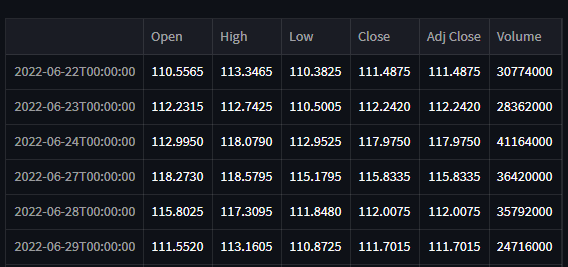 Open High Low Close Adj Close Volume
2022-06-22T00:00:00 110.5565 113.3465 110.3825 111.4875 111.4875 30774000
2022-06-23T00:00:00 112.2315 112.7425 110.5005 112.2420 112.2420 28362000
2022-06-24T00:00:00 112.9950 118.0790 112.9525 117.9750 117.9750 41164000
2022-06-27T00:00:00 118.2730 118.5795 115.1795 115.8335 115.8335 36420000
2022-06-28T00:00:00 115.8025 117.3095 111.8480 112.0075 112.0075 35792000
2022-06-29T00:00:00 111.5520 113.1605 110.8725 111.7015 111.7015 24716000